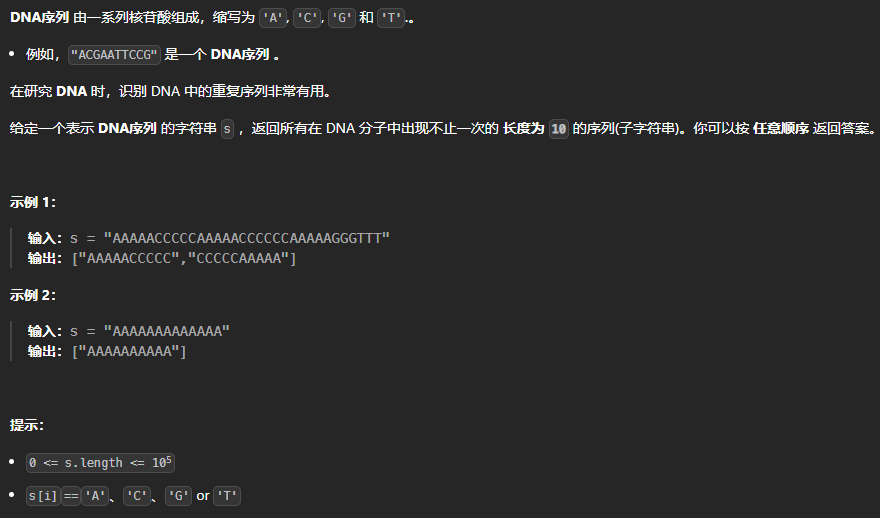 DNA序列 由一系列核苷酸组成，缩写为 'A', 'C', 'G' 和 'T'.。
• 例如，"ACGAATTCCG" 是一个 DNA序列 。
在研究 DNA 时，识别 DNA 中的重复序列非常有用。
给定一个表示 DNA序列 的字符串 s ，返回所有在 DNA 分子中出现不止一次的 长度为 10 的序列(子字符串)。你可以按 任意顺序 返回答案。
示例 1：
输入：s = "AAAAACCCCCAAAAACCCCCCAAAAAGGGTTT"
输出：["AAAAACCCCC","CCCCCAAAAA"]
示例 2：
输入：s = "AAAAAAAAAAAAA"
输出：["AAAAAAAAAA"]
提示：
• 0 <= s.length <= 10⁵
• s[i]=='A'、'C'、'G' or 'T'